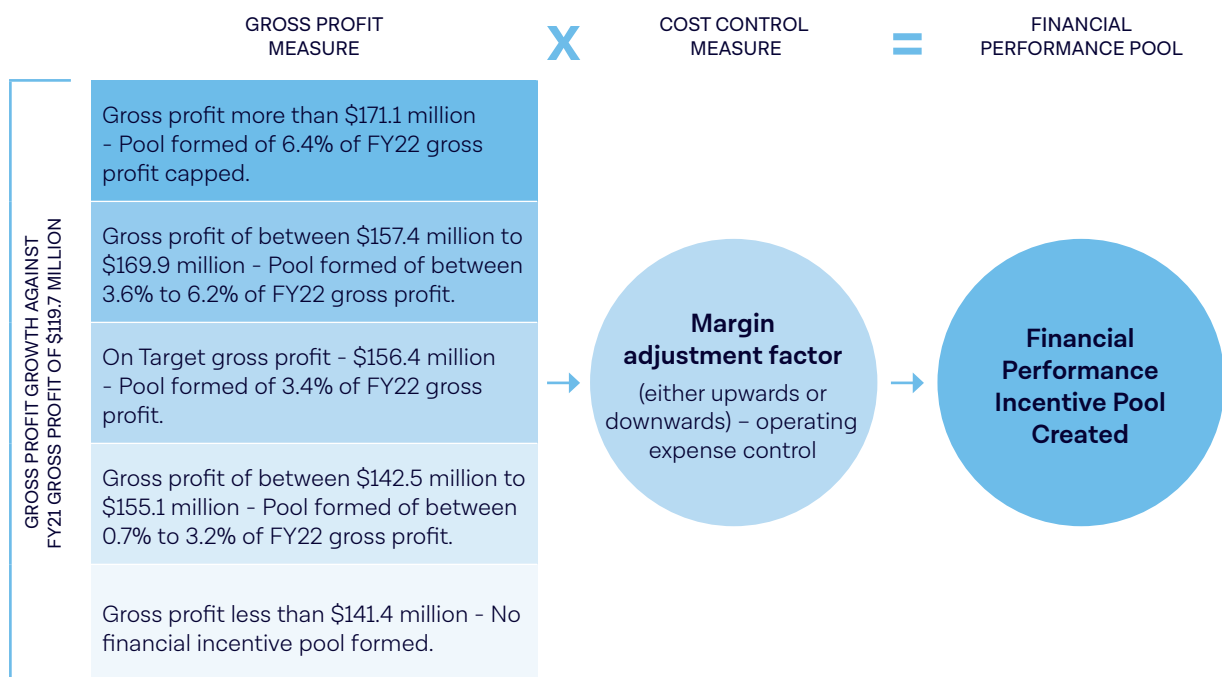 GROSS PROFIT
MEASURE
X
COST CONTROL
MEASURE
=
FINANCIAL
PERFORMANCE POOL
GROSS PROFIT GROWTH AGAINST
FY21 GROSS PROFIT OF $119.7 MILLION
Gross profit more than $171.1 million
- Pool formed of 6.4% of FY22 gross
profit capped.
Gross profit of between $157.4 million to
$169.9 million - Pool formed of between
3.6% to 6.2% of FY22 gross profit.
On Target gross profit - $156.4 million
- Pool formed of 3.4% of FY22 gross
profit.
Gross profit of between $142.5 million to
$155.1 million - Pool formed of between
0.7% to 3.2% of FY22 gross profit.
Gross profit less than $141.4 million - No
financial incentive pool formed.
Margin
adjustment factor
(either upwards or
downwards) – operating
expense control
Financial
Performance
Incentive Pool
Created